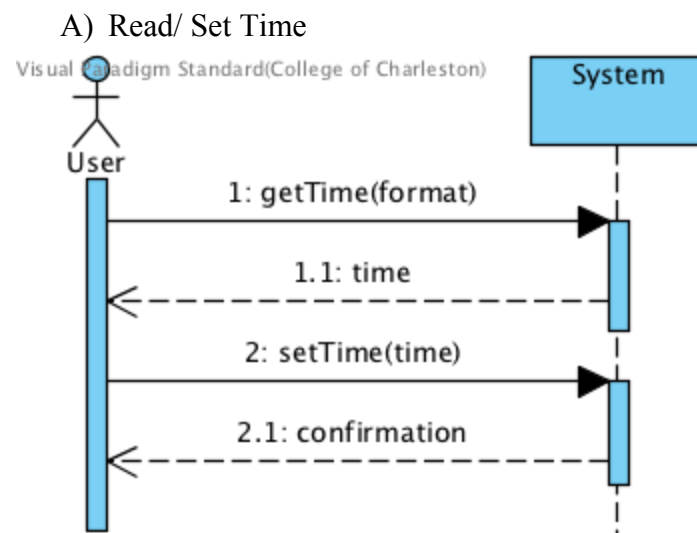 A) Read/ Set Time
Visual Paradigm Standard(College of Charleston)
System
User
1: getTime(format)
1.1: time
2: setTime(time)
2.1: confirmation